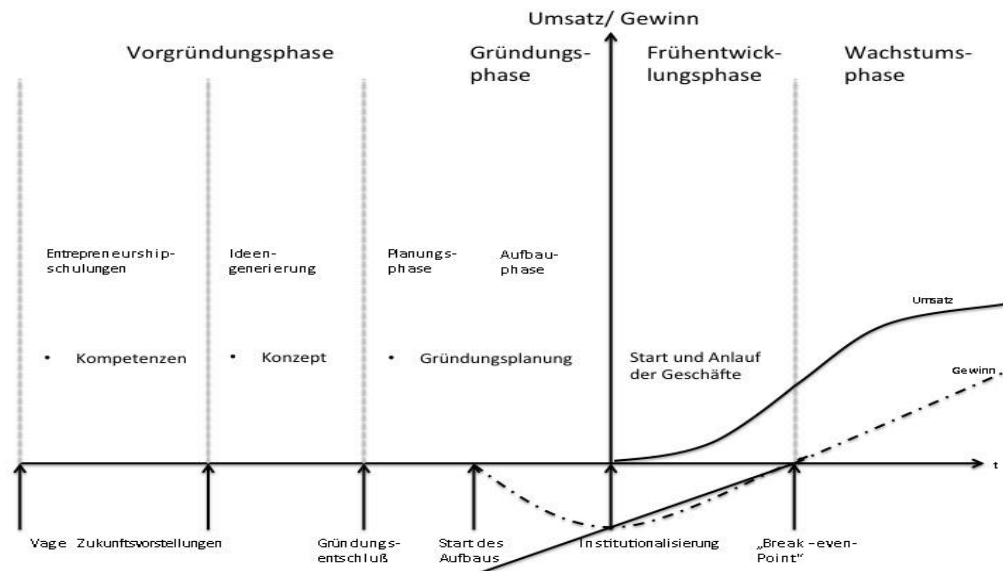 Umsatz/ Gewinn
Vorgründungsphase
Gründungs-
phase
Frühentwick-
lungsphase
Wachstums-
phase
Entrepreneurship-
schulungen
Ideen-
generierung
Planungs-
phase
Aufbau-
phase
• Kompetenzen
• Konzept
• Gründungsplanung
Start und Anlauf
der Geschäfte
Umsatz
Gewinn
t
Vage Zukunftsvorstellungen
Gründungs-
entschluß
Start des
Aufbaus
Institutionalisierung
„Break –even-
Point“